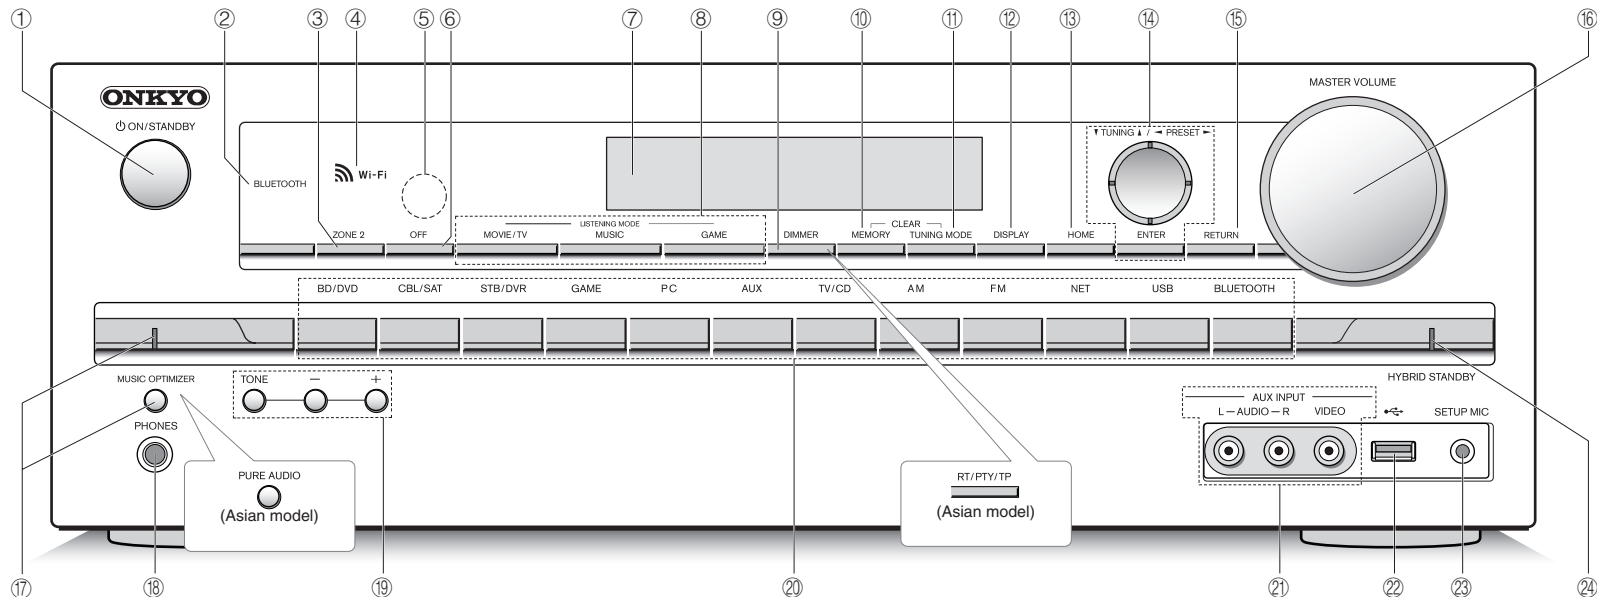 ① ② ③ ④ ⑤ ⑥ ⑦ ⑧ ⑨ ⑩ ⑪ ⑫ ⑬ ⑭ ⑮ ⑯
ONKYO
MASTER VOLUME
ON/STANDBY
▼ TUNING ▲ / ◄ PRESET ►
Wi-Fi
BLUETOOTH
LISTENING MODE
CLEAR
ZONE 2 OFF MOVIE/TV MUSIC GAME DIMMER MEMORY TUNING MODE DISPLAY HOME ENTER RETURN
BD/DVD CBL/SAT STB/DVR GAME PC AUX TV/CD AM FM NET USB BLUETOOTH
MUSIC OPTIMIZER
TONE − +
HYBRID STANDBY
AUX INPUT
L − AUDIO − R VIDEO
SETUP MIC
PHONES
PURE AUDIO
(Asian model)
RT/PTY/TP
(Asian model)
⑰ ⑱ ⑲ ⑳ ㉑ ㉒ ㉓ ㉔